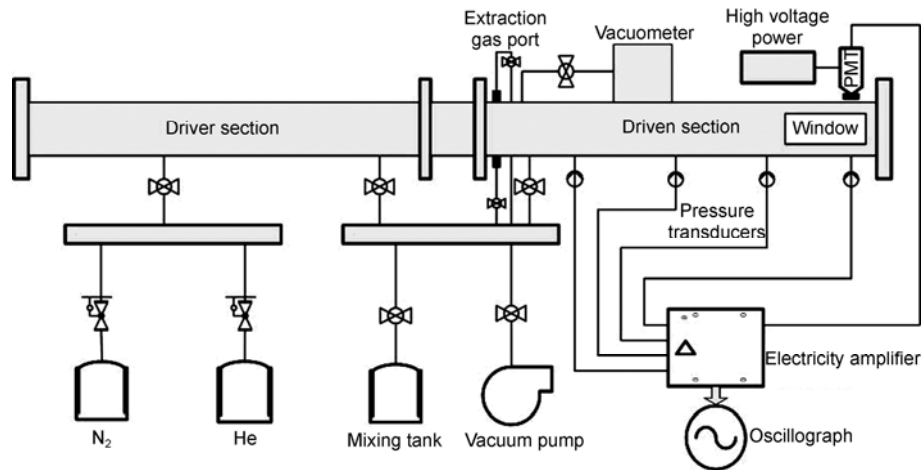 Extraction
gas port
Vacuometer
High voltage
power
PMT
Driver section
Driven section
Window
Pressure
transducers
Electricity amplifier
N₂
He
Mixing tank
Vacuum pump
Oscillograph